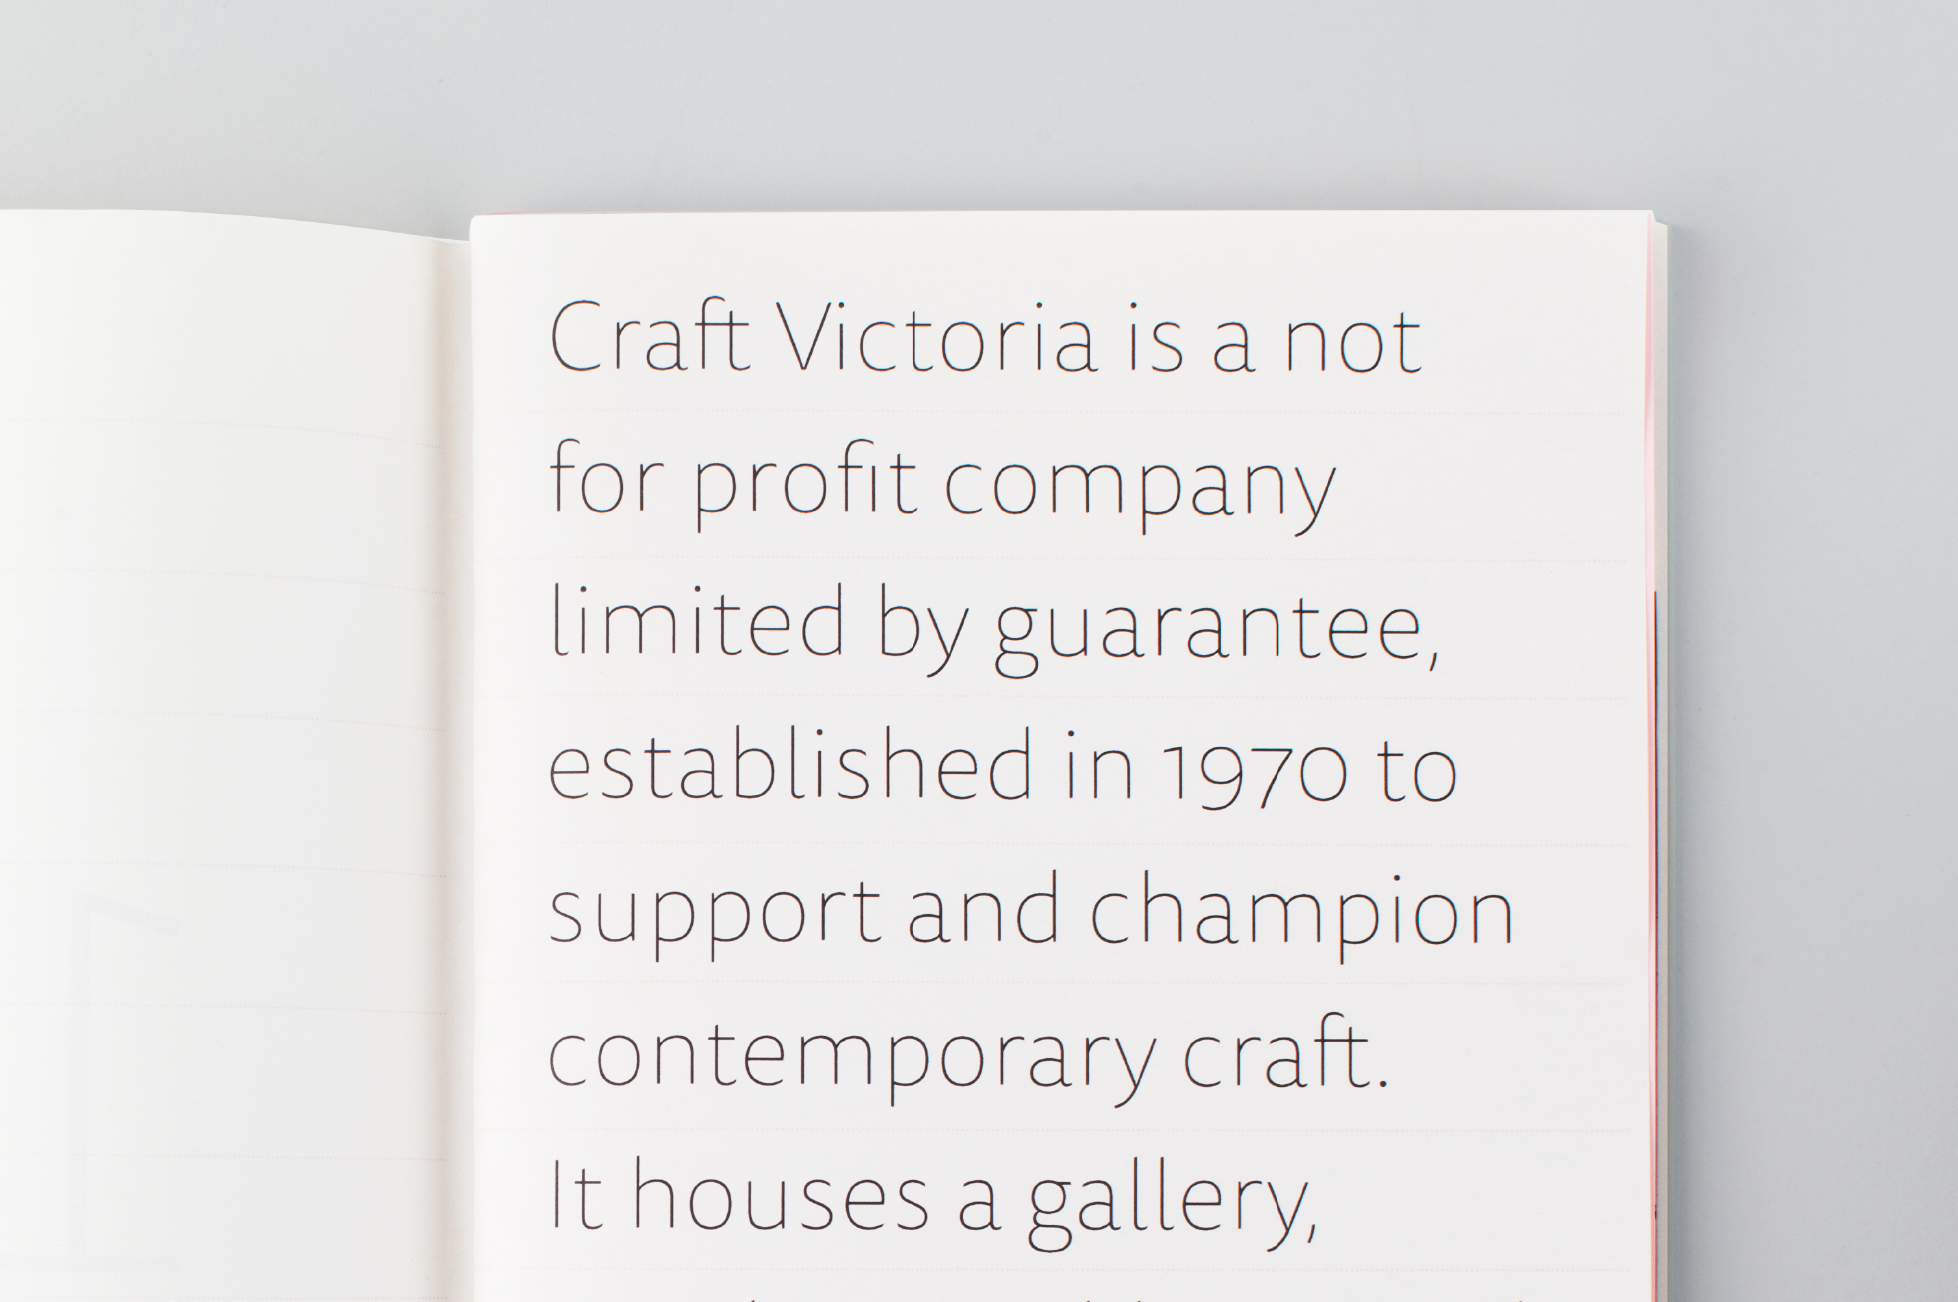 Craft Victoria is a not
for profit company
limited by guarantee,
established in 1970 to
support and champion
contemporary craft.
It houses a gallery,